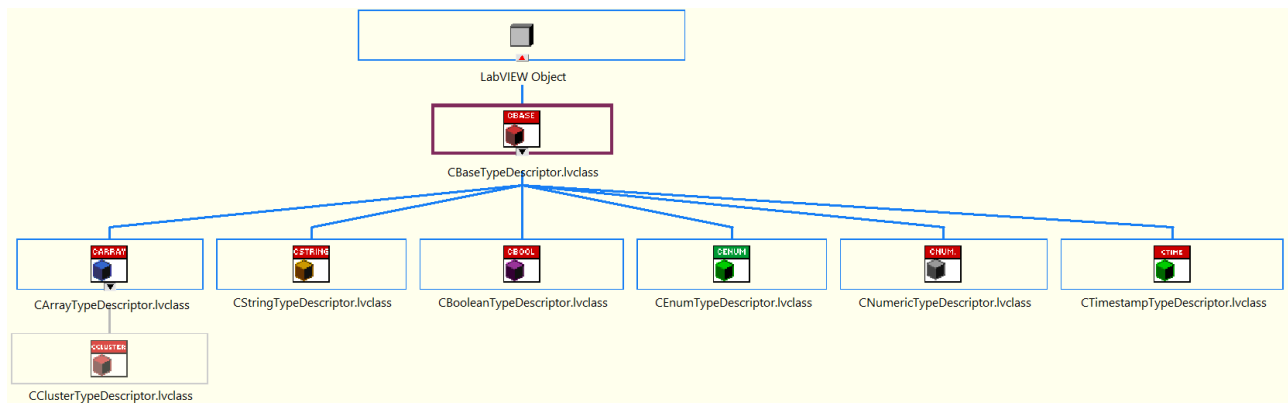 LabVIEW Object
CBASE
CBaseTypeDescriptor.lvclass
CARRAY
CSTRING
CBOOL
CENUM
CNUM.
CTIME
CArrayTypeDescriptor.lvclass
CStringTypeDescriptor.lvclass
CBooleanTypeDescriptor.lvclass
CEnumTypeDescriptor.lvclass
CNumericTypeDescriptor.lvclass
CTimestampTypeDescriptor.lvclass
CCLUSTER
CClusterTypeDescriptor.lvclass